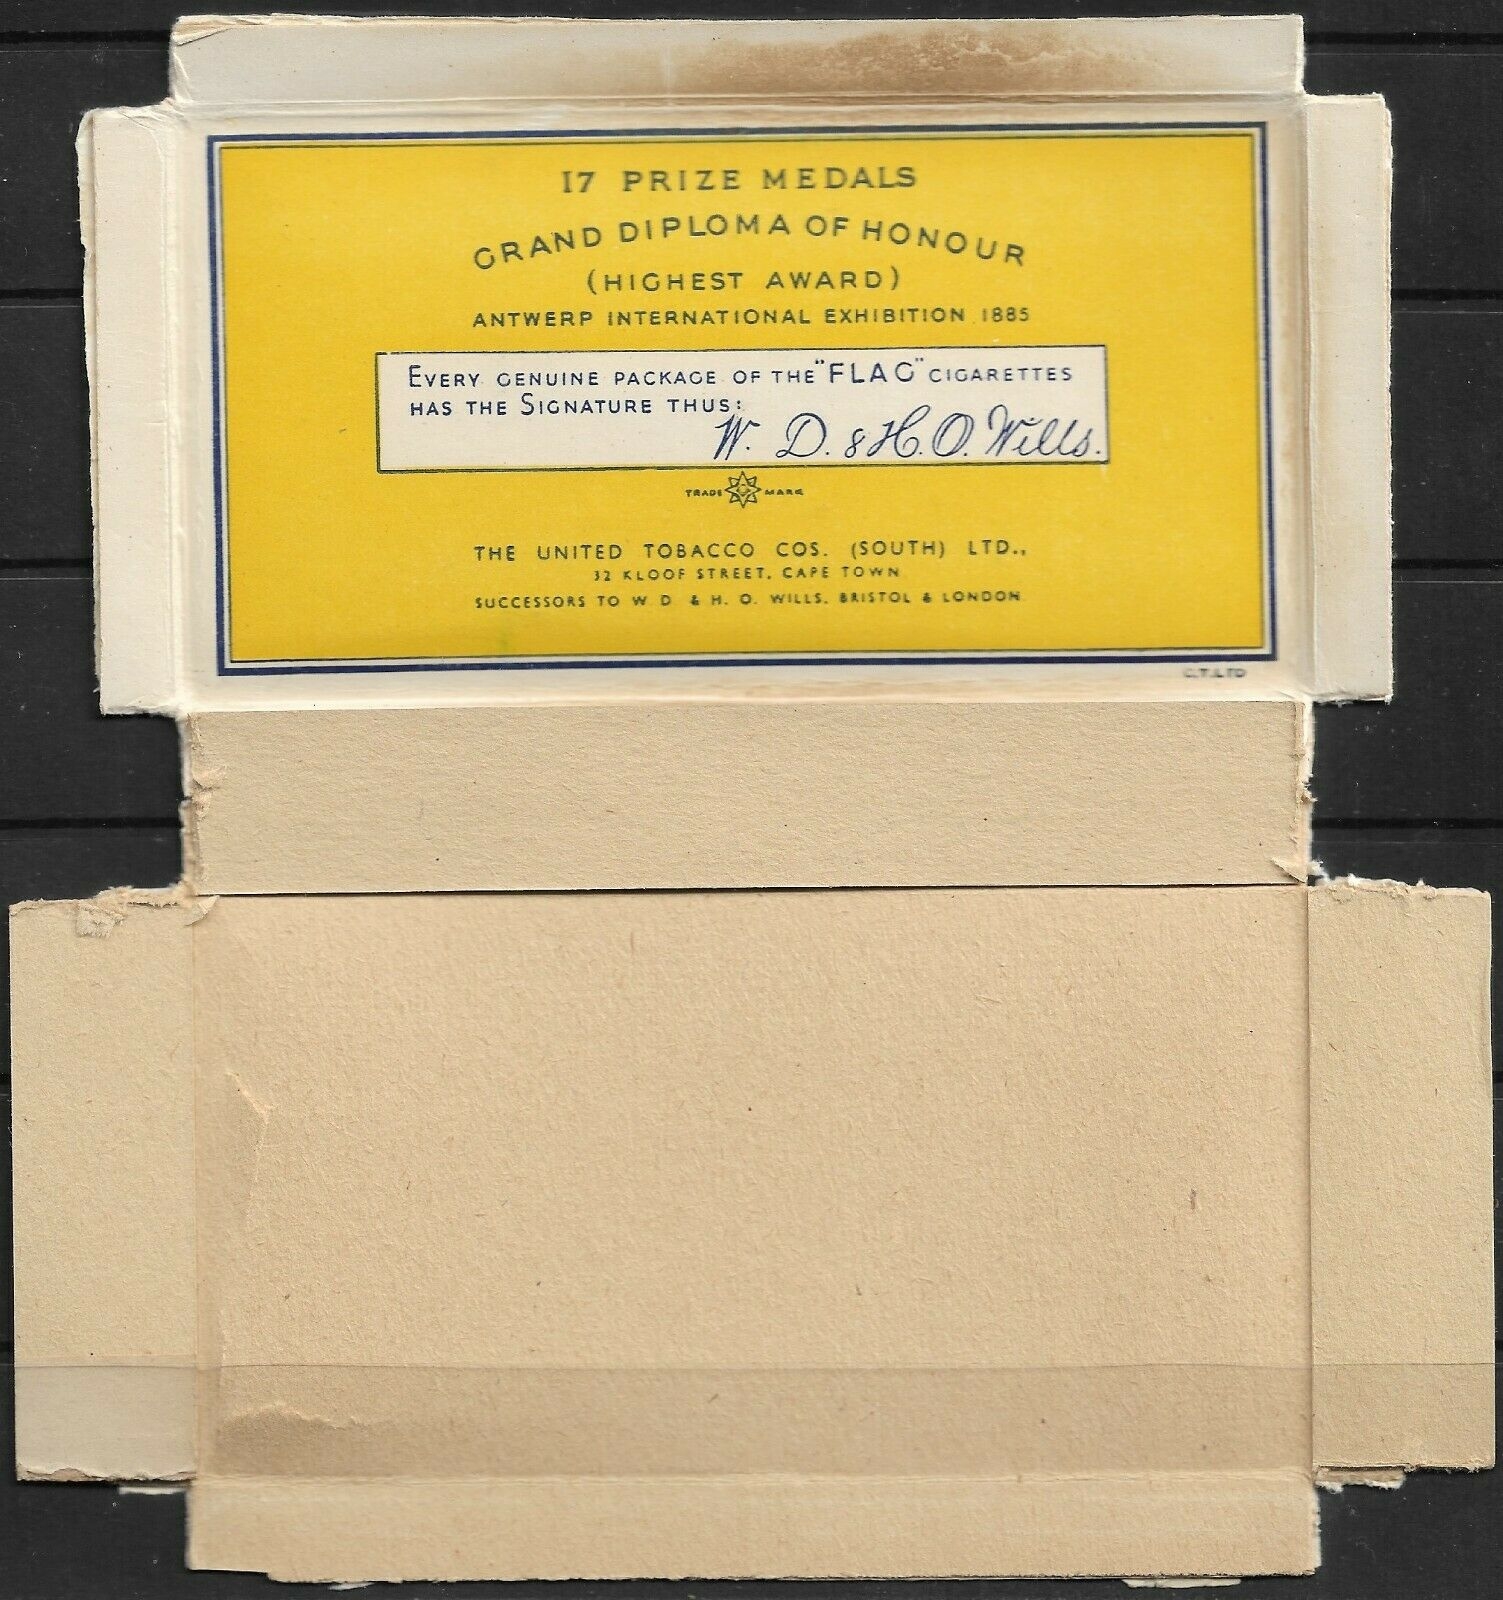 17 PRIZE MEDALS
GRAND DIPLOMA OF HONOUR
(HIGHEST AWARD)
ANTWERP INTERNATIONAL EXHIBITION 1885
EVERY GENUINE PACKAGE OF THE "FLAG" CIGARETTES
HAS THE SIGNATURE THUS:
W. D. & H. O. Wills.
TRADE MARK
THE UNITED TOBACCO COS. (SOUTH) LTD.,
32 KLOOF STREET, CAPE TOWN
SUCCESSORS TO W. D. & H. O. WILLS, BRISTOL & LONDON
C.T.LTD